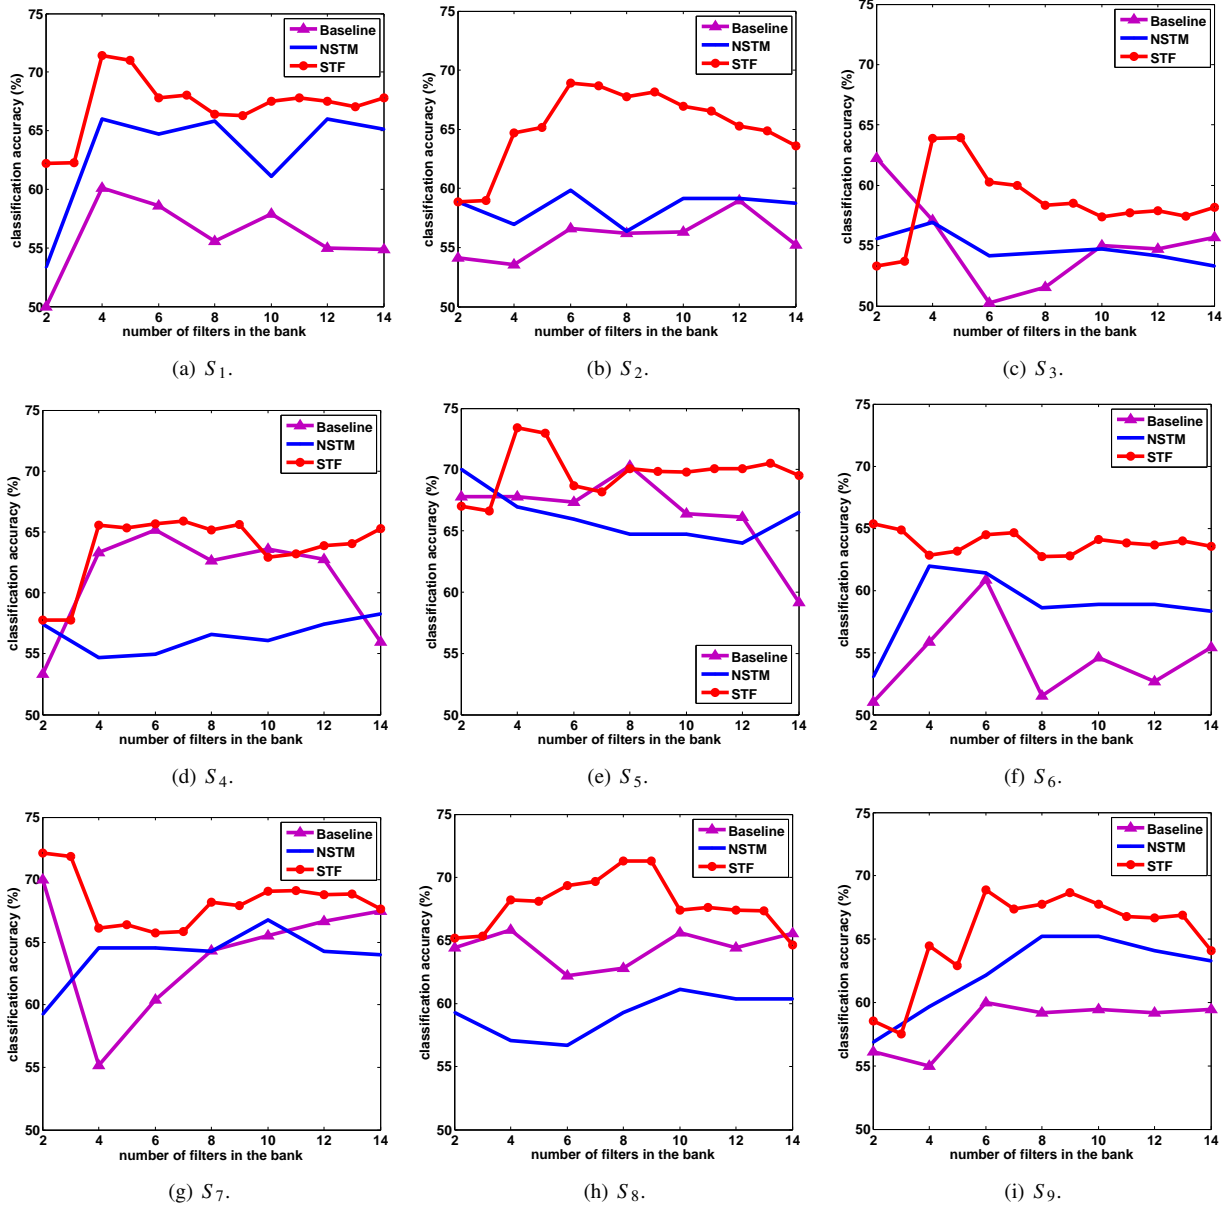 75
70
65
60
55
50
2 4 6 8 10 12 14
classification accuracy (%)
number of filters in the bank
Baseline
NSTM
STF
(a) S1.
75
70
65
60
55
50
2 4 6 8 10 12 14
classification accuracy (%)
number of filters in the bank
Baseline
NSTM
STF
(b) S2.
75
70
65
60
55
50
2 4 6 8 10 12 14
classification accuracy (%)
number of filters in the bank
Baseline
NSTM
STF
(c) S3.
75
70
65
60
55
50
2 4 6 8 10 12 14
classification accuracy (%)
number of filters in the bank
Baseline
NSTM
STF
(d) S4.
75
70
65
60
55
50
2 4 6 8 10 12 14
classification accuracy (%)
number of filters in the bank
Baseline
NSTM
STF
(e) S5.
75
70
65
60
55
50
2 4 6 8 10 12 14
classification accuracy (%)
number of filters in the bank
Baseline
NSTM
STF
(f) S6.
75
70
65
60
55
50
2 4 6 8 10 12 14
classification accuracy (%)
number of filters in the bank
Baseline
NSTM
STF
(g) S7.
75
70
65
60
55
50
2 4 6 8 10 12 14
classification accuracy (%)
number of filters in the bank
Baseline
NSTM
STF
(h) S8.
75
70
65
60
55
50
2 4 6 8 10 12 14
classification accuracy (%)
number of filters in the bank
Baseline
NSTM
STF
(i) S9.